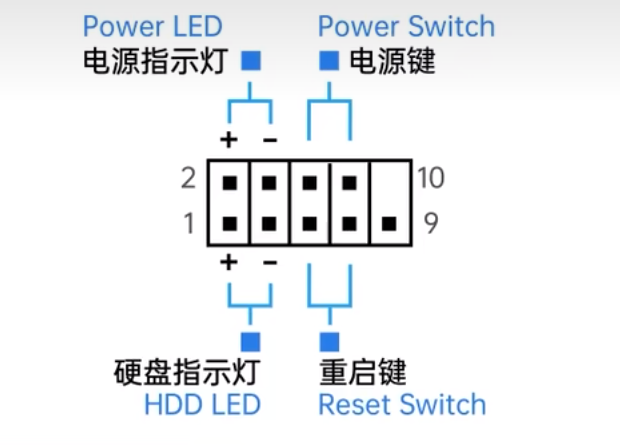 Power LED
电源指示灯
Power Switch
电源键
+ −
2 10
1 9
+ −
硬盘指示灯
HDD LED
重启键
Reset Switch